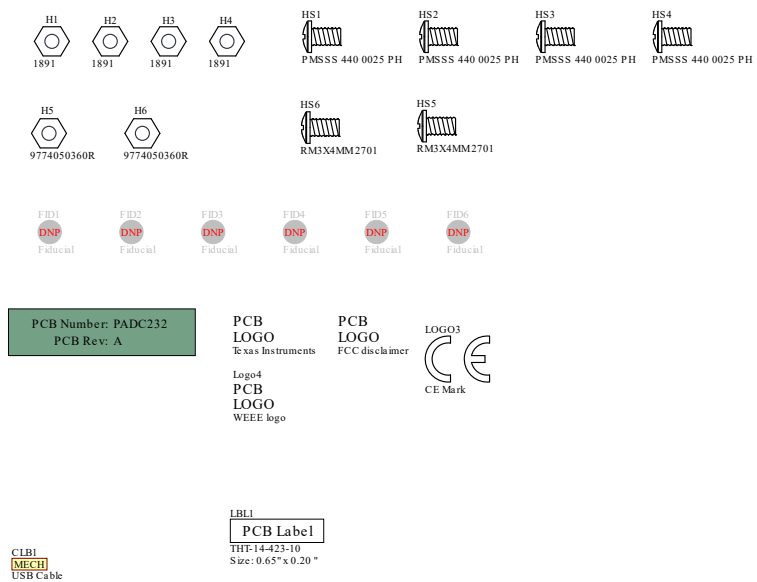 H1 H2 H3 H4 HS1 HS2 HS3 HS4
1891 1891 1891 1891 PMSSS 440 0025 PH PMSSS 440 0025 PH PMSSS 440 0025 PH PMSSS 440 0025 PH
H5 H6 HS6 HS5
9774050360R 9774050360R RM3X4MM 2701 RM3X4MM 2701
FID1 FID2 FID3 FID4 FID5 FID6
DNP DNP DNP DNP DNP DNP
Fiducial Fiducial Fiducial Fiducial Fiducial Fiducial
PCB Number: PADC232
PCB Rev: A
PCB
LOGO
Texas Instruments
PCB
LOGO
FCC disclaimer
LOGO3
CE
CE Mark
Logo4
PCB
LOGO
WEEE logo
LBL1
PCB Label
THT-14-423-10
Size: 0.65" x 0.20 "
CLB1
MECH
USB Cable